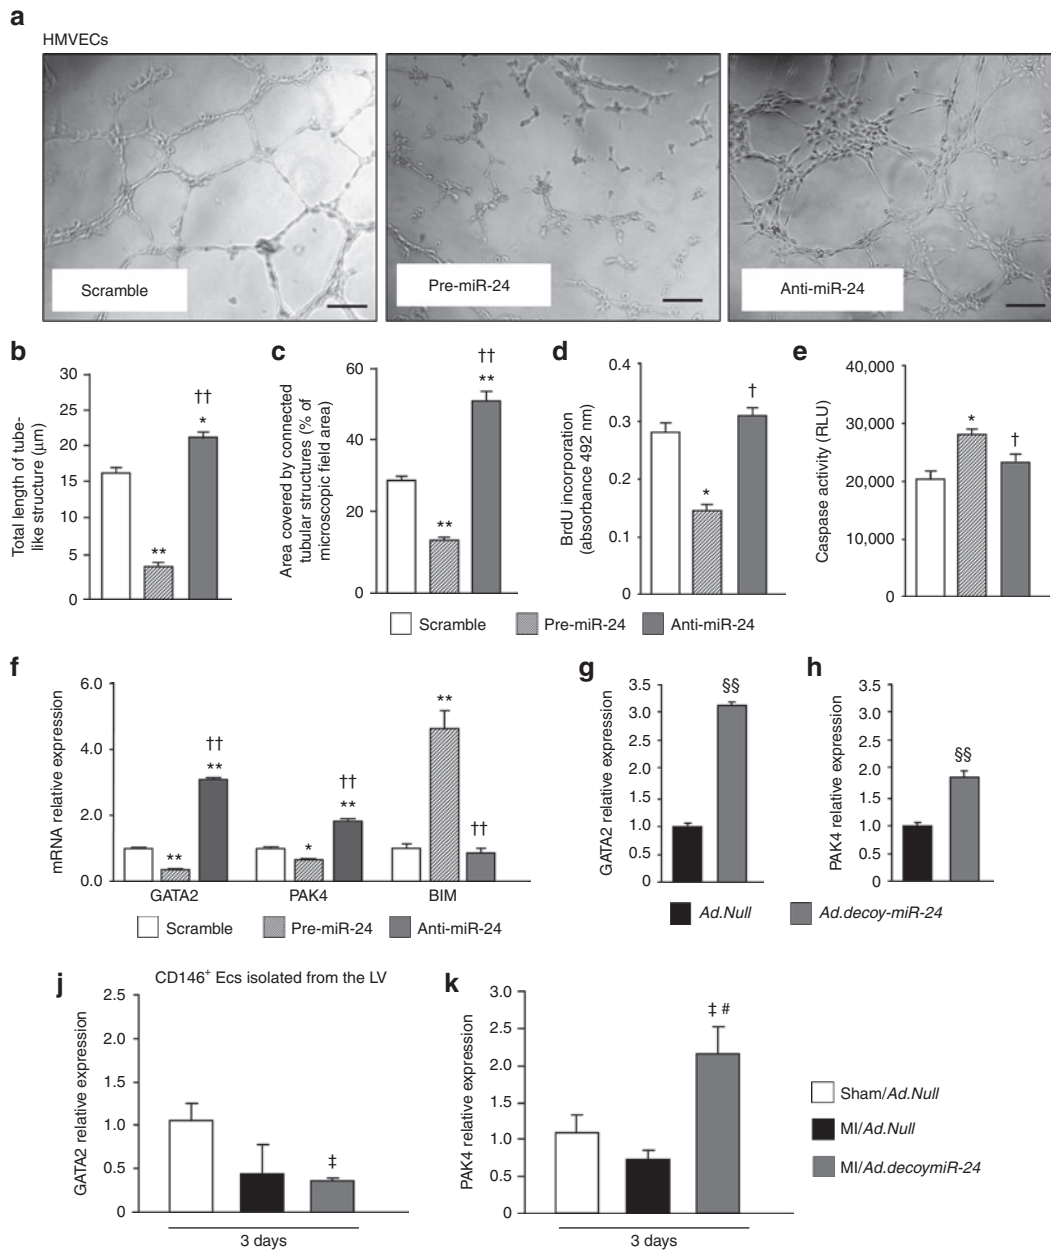 a
HMVECs
Scramble
Pre-miR-24
Anti-miR-24
b
Total length of tube-
like structure (μm)
30
25
20
15
10
5
0
**
*
††
c
Area covered by connected
tubular structures (% of
microscopic field area)
60
40
20
0
**
**
††
d
BrdU incorporation
(absorbance 492 nm)
0.4
0.3
0.2
0.1
0
*
†
e
Caspase activity (RLU)
40,000
30,000
20,000
10,000
0
*
†
Scramble
Pre-miR-24
Anti-miR-24
f
mRNA relative expression
6.0
4.0
2.0
0.0
**
**
††
*
**
††
**
††
GATA2
PAK4
BIM
Scramble
Pre-miR-24
Anti-miR-24
g
GATA2 relative expression
3.5
3.0
2.5
2.0
1.5
1.0
0.5
0
§§
h
PAK4 relative expression
3.5
3.0
2.5
2.0
1.5
1.0
0.5
0
§§
Ad.Null
Ad.decoy-miR-24
j
CD146+ Ecs isolated from the LV
GATA2 relative expression
2.5
2.0
1.5
1.0
0.5
0
‡
3 days
k
PAK4 relative expression
3.0
2.5
2.0
1.5
1.0
0.5
0
‡ #
3 days
Sham/Ad.Null
MI/Ad.Null
MI/Ad.decoymiR-24